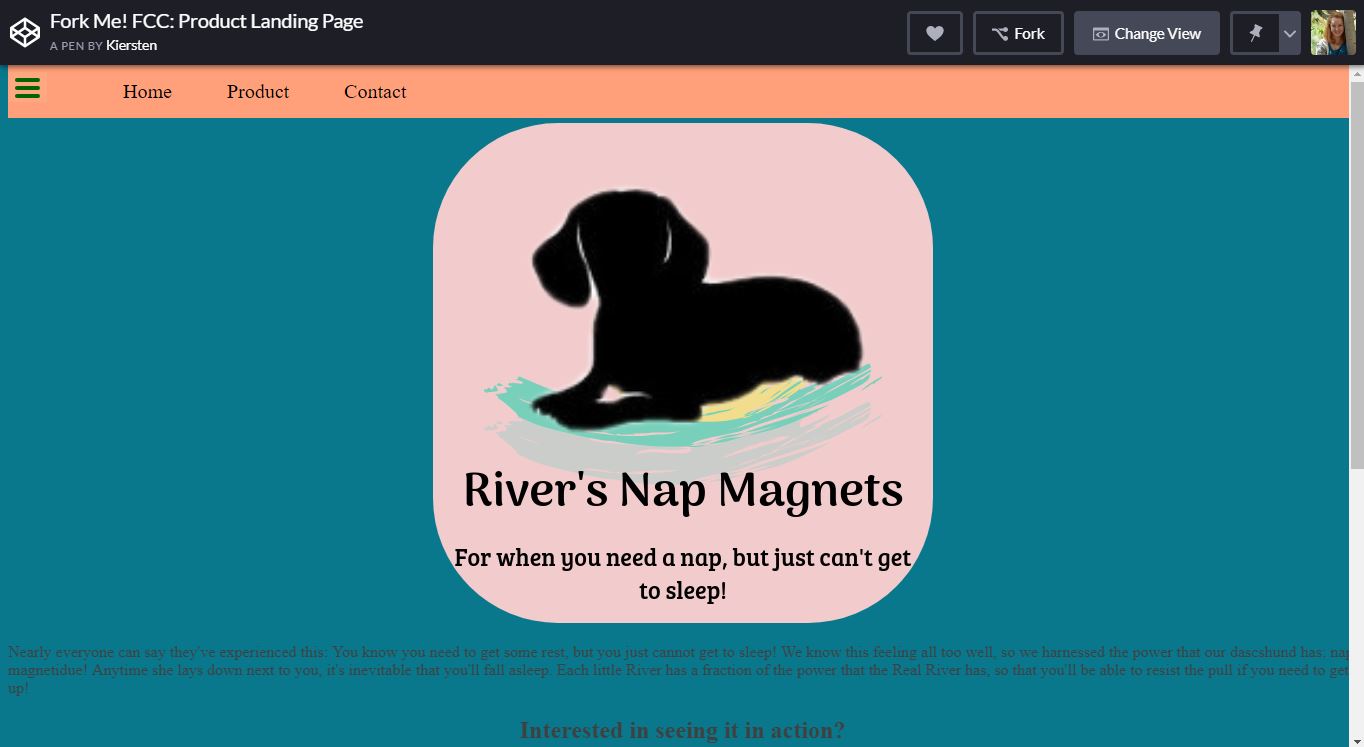 Fork Me! FCC: Product Landing Page
A PEN BY Kiersten
Fork
Change View
Home
Product
Contact
River's Nap Magnets
For when you need a nap, but just can't get
to sleep!
Nearly everyone can say they've experienced this: You know you need to get some rest, but you just cannot get to sleep! We know this feeling all too well, so we harnessed the power that our dascshund has: nap
magnetidue! Anytime she lays down next to you, it's inevitable that you'll fall asleep. Each little River has a fraction of the power that the Real River has, so that you'll be able to resist the pull if you need to get
up!
Interested in seeing it in action?